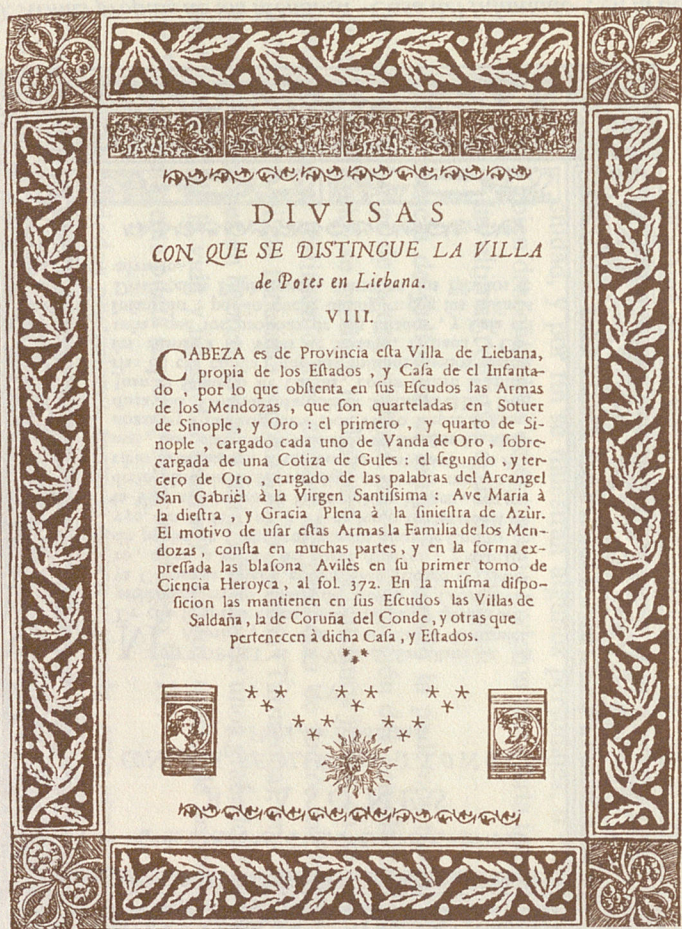 DIVISAS
CON QUE SE DISTINGUE LA VILLA
de Potes en Liebana.
VIII.
CABEZA es de Provincia eſta Villa de Liebana,
propia de los Eſtados , y Caſa de el Infanta-
do , por lo que obſtenta en ſus Eſcudos las Armas
de los Mendozas , que ſon quarteladas en Sotuer
de Sinople , y Oro : el primero , y quarto de Si-
nople , cargado cada uno de Vanda de Oro , ſobre-
cargada de una Cotiza de Gules : el ſegundo , y ter-
cero de Oro , cargado de las palabras del Arcangel
San Gabrièl à la Virgen Santiſsima : Ave Maria à
la dieſtra , y Gracia Plena à la ſinieſtra de Azùr.
El motivo de uſar eſtas Armas la Familia de los Men-
dozas , conſta en muchas partes , y en la forma ex-
preſſada las blaſona Avilès en ſu primer tomo de
Ciencia Heroyca , al fol. 372. En la miſma diſpo-
ſicion las mantienen en ſus Eſcudos las Villas de
Saldaña , la de Coruña del Conde , y otras que
pertenecen à dicha Caſa , y Eſtados.